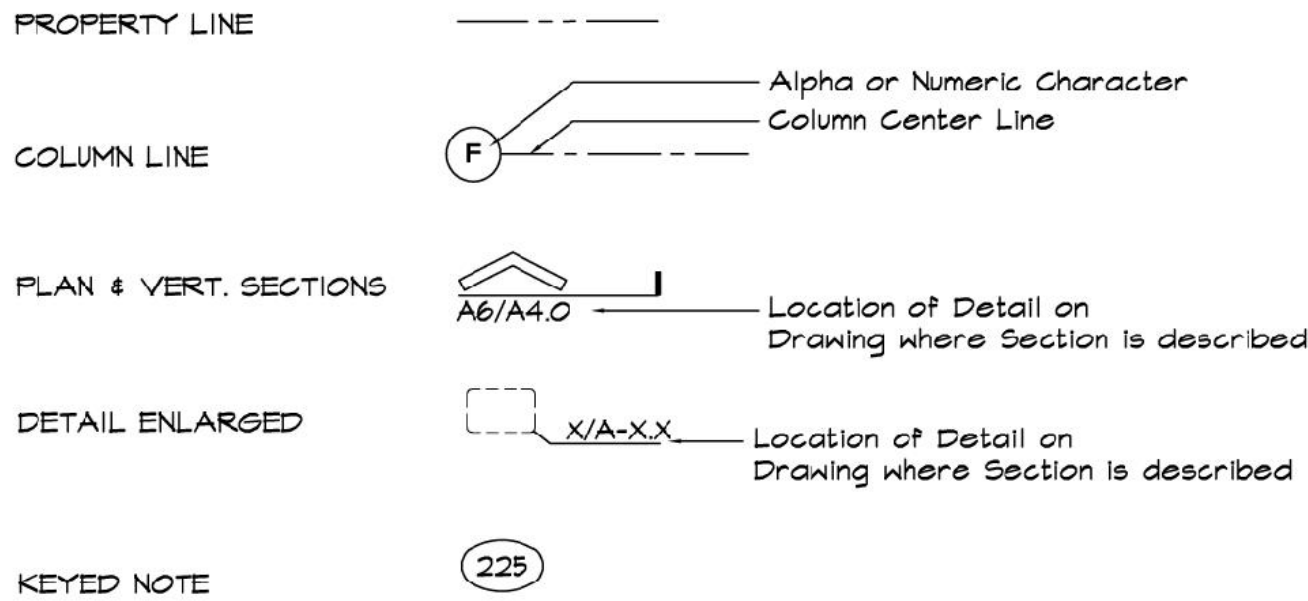 PROPERTY LINE
Alpha or Numeric Character
Column Center Line
COLUMN LINE
F
PLAN & VERT. SECTIONS
A6/A4.0
Location of Detail on
Drawing where Section is described
DETAIL ENLARGED
X/A-X.X
Location of Detail on
Drawing where Section is described
KEYED NOTE
225